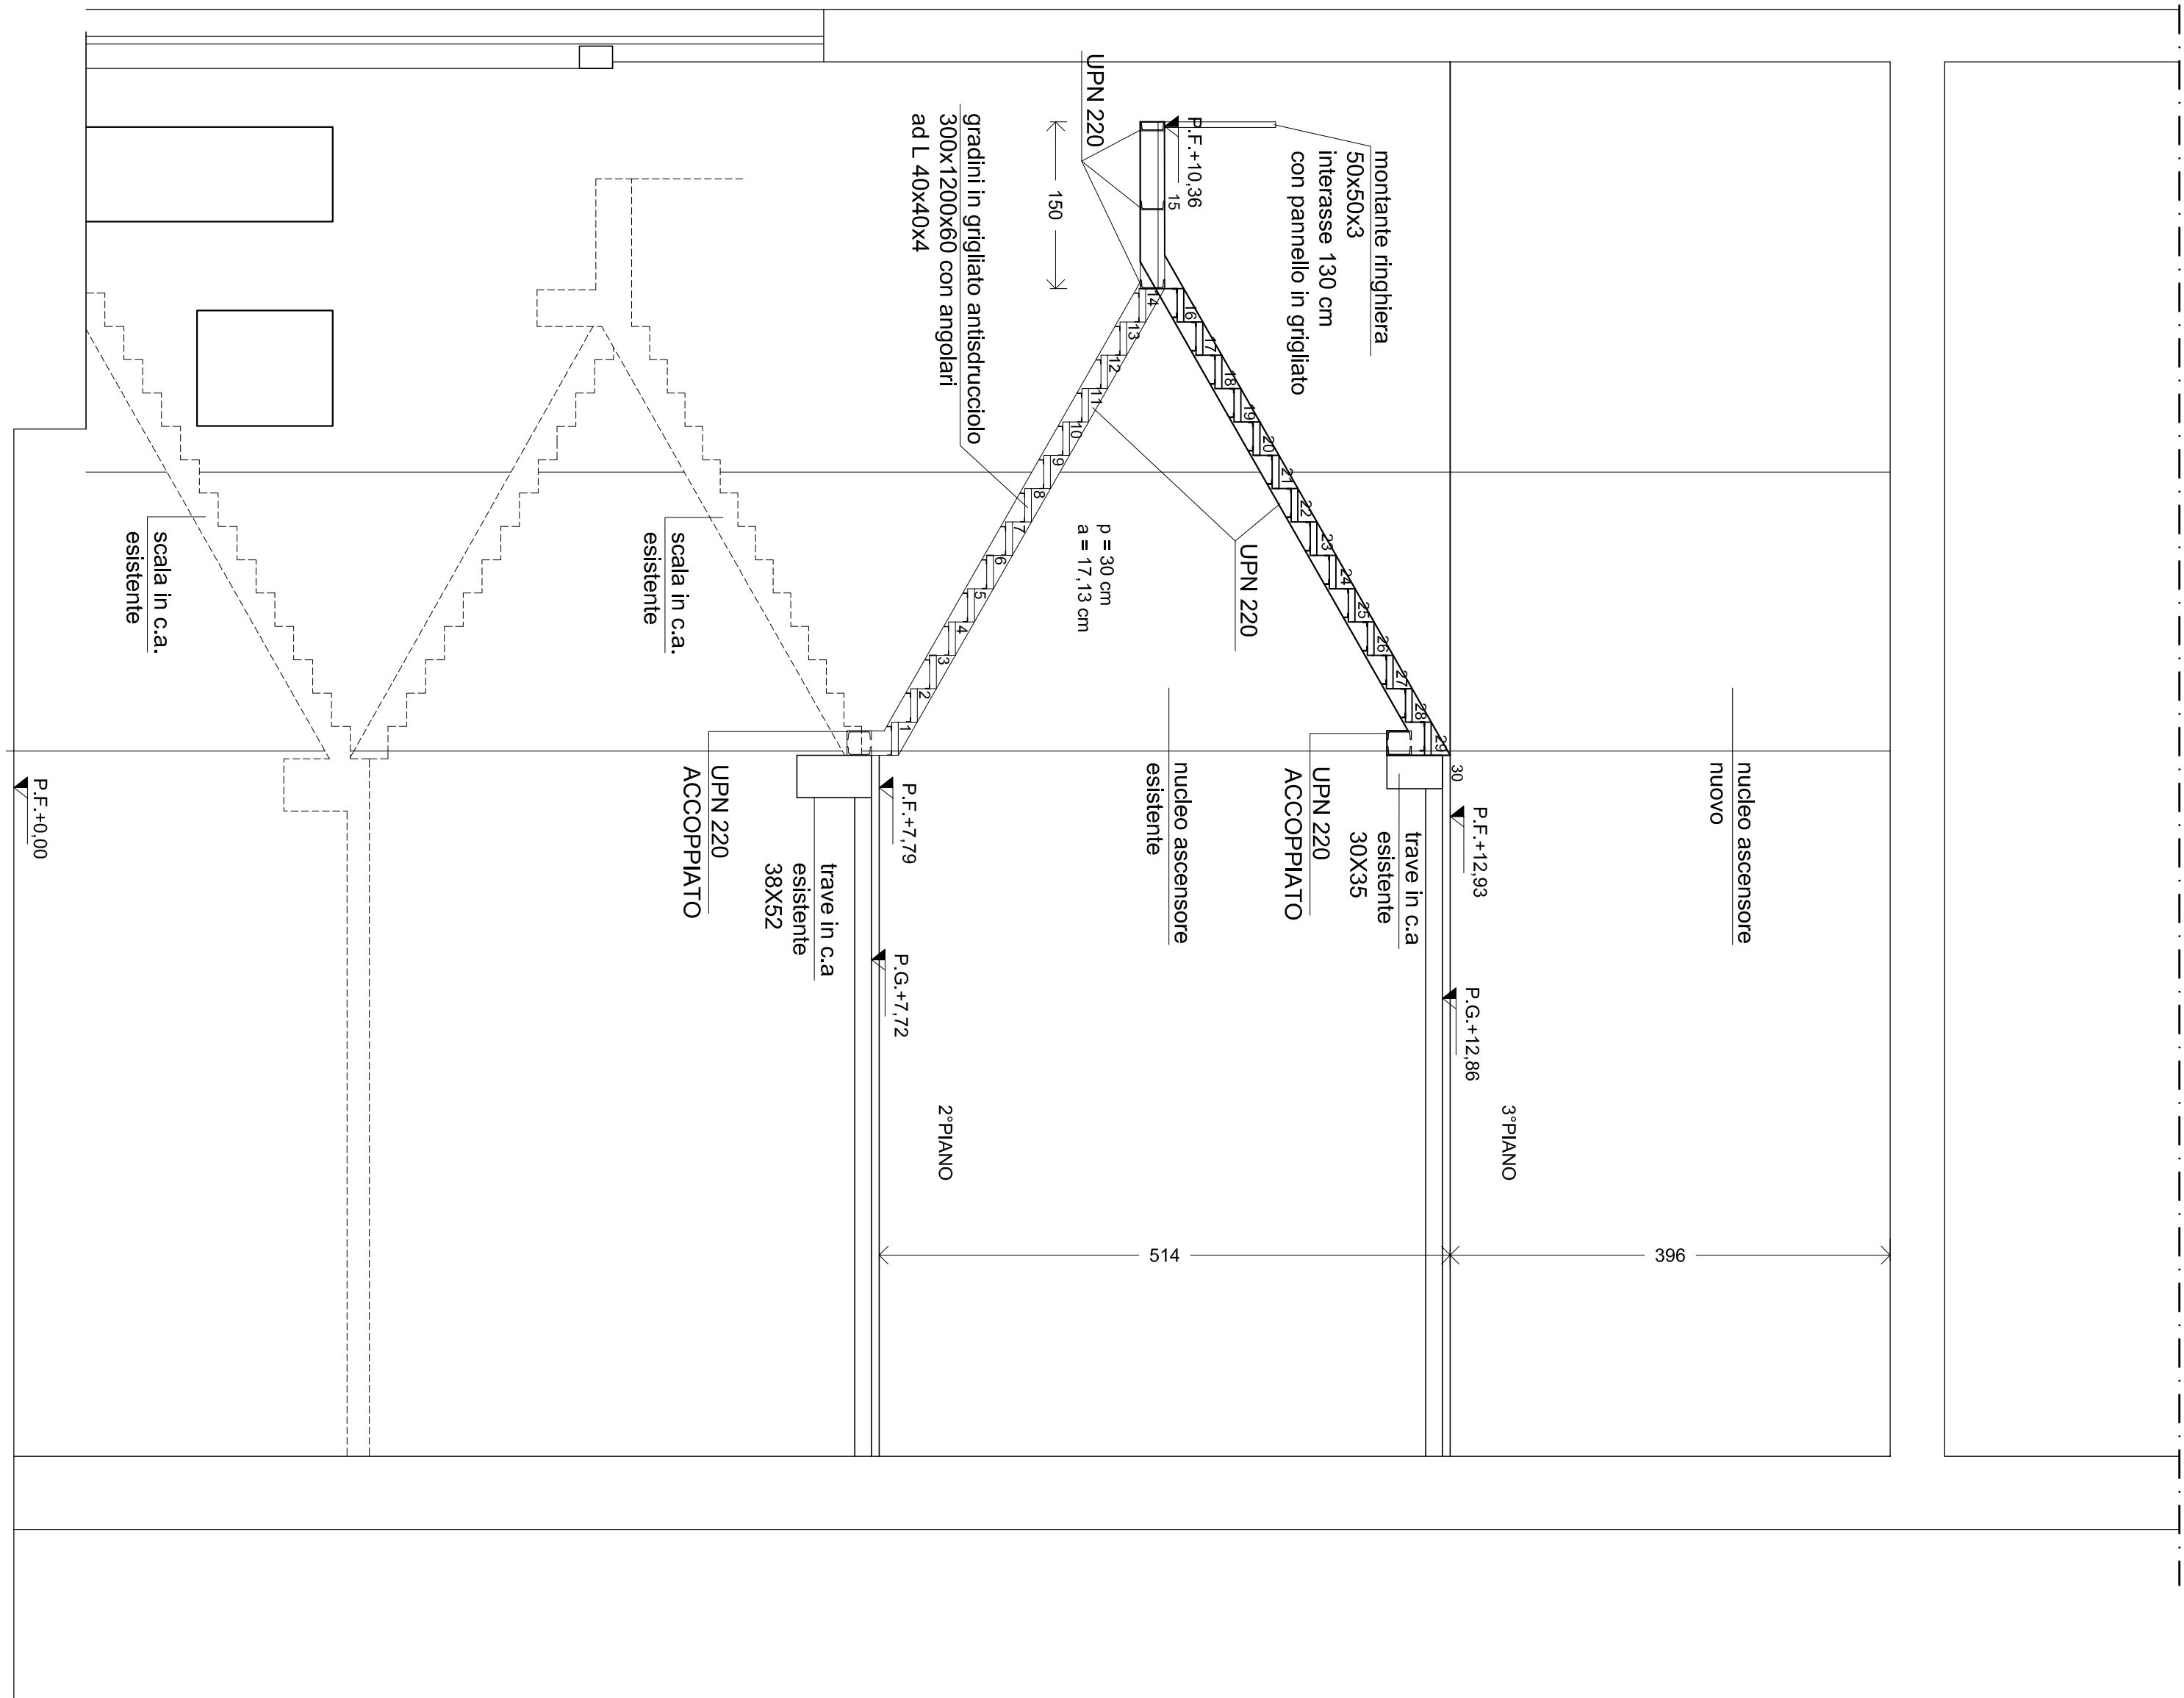 UPN 220
P.F.+10,36
15
150
montante ringhiera
50x50x3
interasse 130 cm
con pannello in grigliato
gradini in grigliato antisdrucciolo
300x1200x60 con angolari
ad L 40x40x4
p = 30 cm
a = 17,13 cm
UPN 220
1
2
3
4
5
6
7
8
9
10
11
12
13
14
16
17
18
19
20
21
22
23
24
25
26
27
28
29
30
scala in c.a.
esistente
scala in c.a.
esistente
nucleo ascensore
nuovo
nucleo ascensore
esistente
P.F.+12,93
trave in c.a
esistente
30X35
UPN 220
ACCOPPIATO
P.F.+7,79
trave in c.a
esistente
38X52
UPN 220
ACCOPPIATO
P.F.+0,00
P.G.+12,86
P.G.+7,72
3°PIANO
2°PIANO
396
514